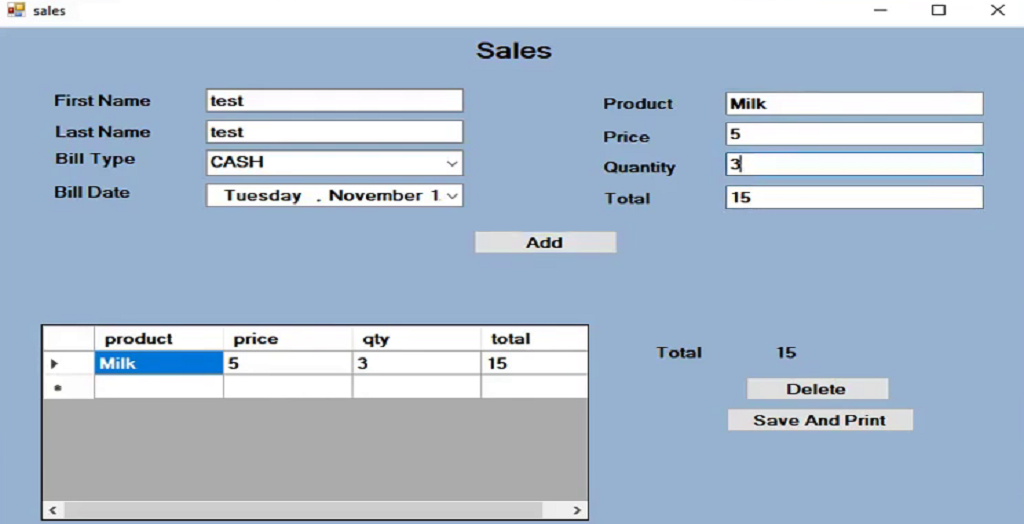 sales
Sales
First Name test
Last Name test
Bill Type CASH
Bill Date Tuesday , November 1
Product Milk
Price 5
Quantity 3
Total 15
Add
product price qty total
Milk 5 3 15
Total 15
Delete
Save And Print